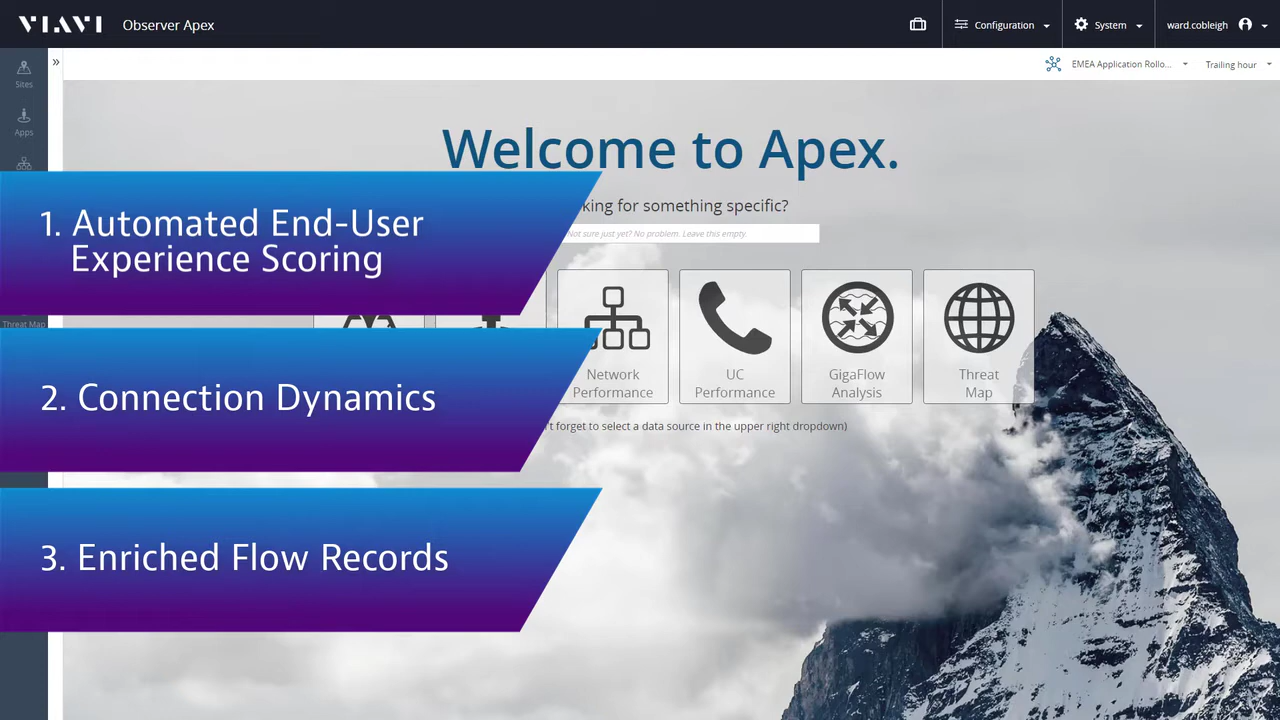 VIAVI Observer Apex
Configuration
System
ward.cobleigh
Sites
EMEA Application Rollo...
Trailing hour
Apps
Welcome to Apex.
1. Automated End-User
Experience Scoring
for something specific?
Not sure just yet? No problem. Leave this empty.
Threat Map
Network
Performance
UC
Performance
GigaFlow
Analysis
Threat
Map
2. Connection Dynamics
forget to select a data source in the upper right dropdown)
3. Enriched Flow Records